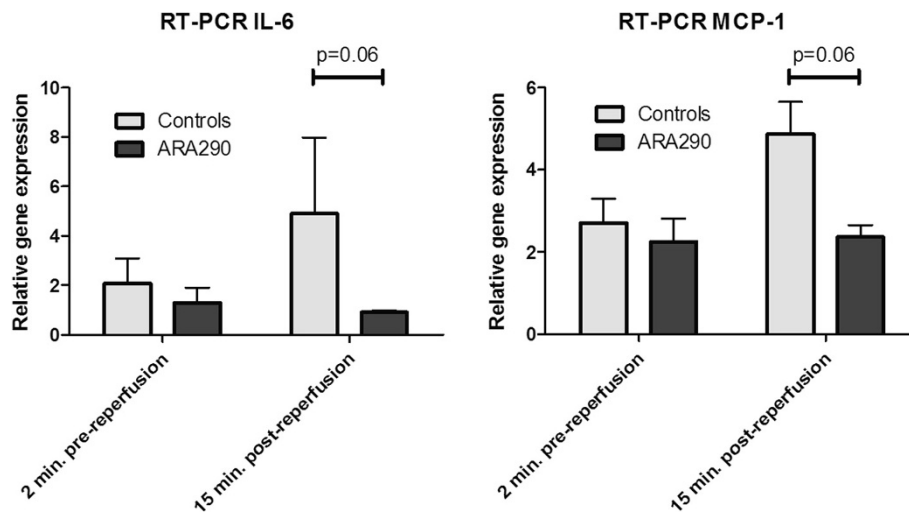 RT-PCR IL-6
p=0.06
Relative gene expression
10
8
6
4
2
0
Controls
ARA290
2 min. pre-reperfusion
15 min. post-reperfusion
RT-PCR MCP-1
p=0.06
Relative gene expression
6
4
2
0
Controls
ARA290
2 min. pre-reperfusion
15 min. post-reperfusion